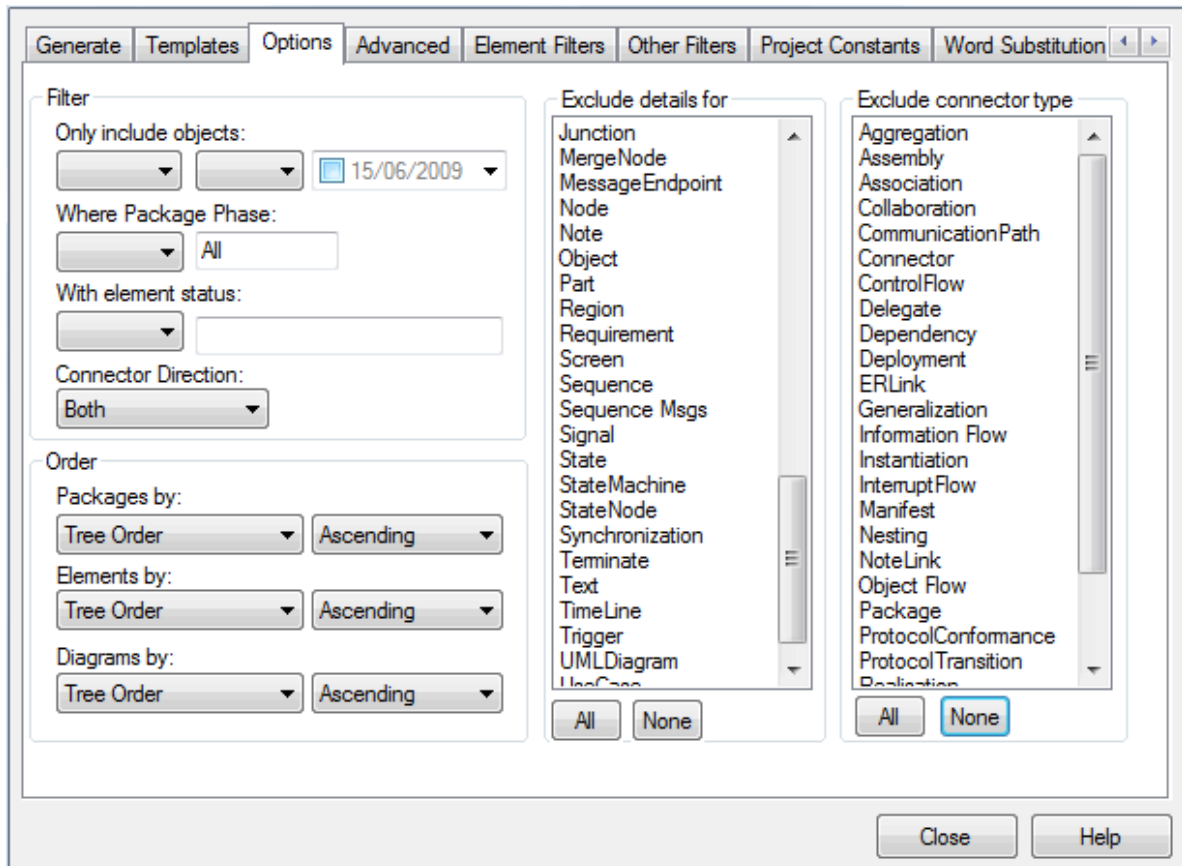 Generate Templates Options Advanced Element Filters Other Filters Project Constants Word Substitution
Filter
Only include objects:
15/06/2009
Where Package Phase:
All
With element status:
Connector Direction:
Both
Order
Packages by:
Tree Order Ascending
Elements by:
Tree Order Ascending
Diagrams by:
Tree Order Ascending
Exclude details for
Junction
MergeNode
MessageEndpoint
Node
Note
Object
Part
Region
Requirement
Screen
Sequence
Sequence Msgs
Signal
State
StateMachine
StateNode
Synchronization
Terminate
Text
TimeLine
Trigger
UMLDiagram
UseCase
All None
Exclude connector type
Aggregation
Assembly
Association
Collaboration
CommunicationPath
Connector
ControlFlow
Delegate
Dependency
Deployment
ERLink
Generalization
Information Flow
Instantiation
InterruptFlow
Manifest
Nesting
NoteLink
Object Flow
Package
ProtocolConformance
ProtocolTransition
Realisation
All None
Close Help